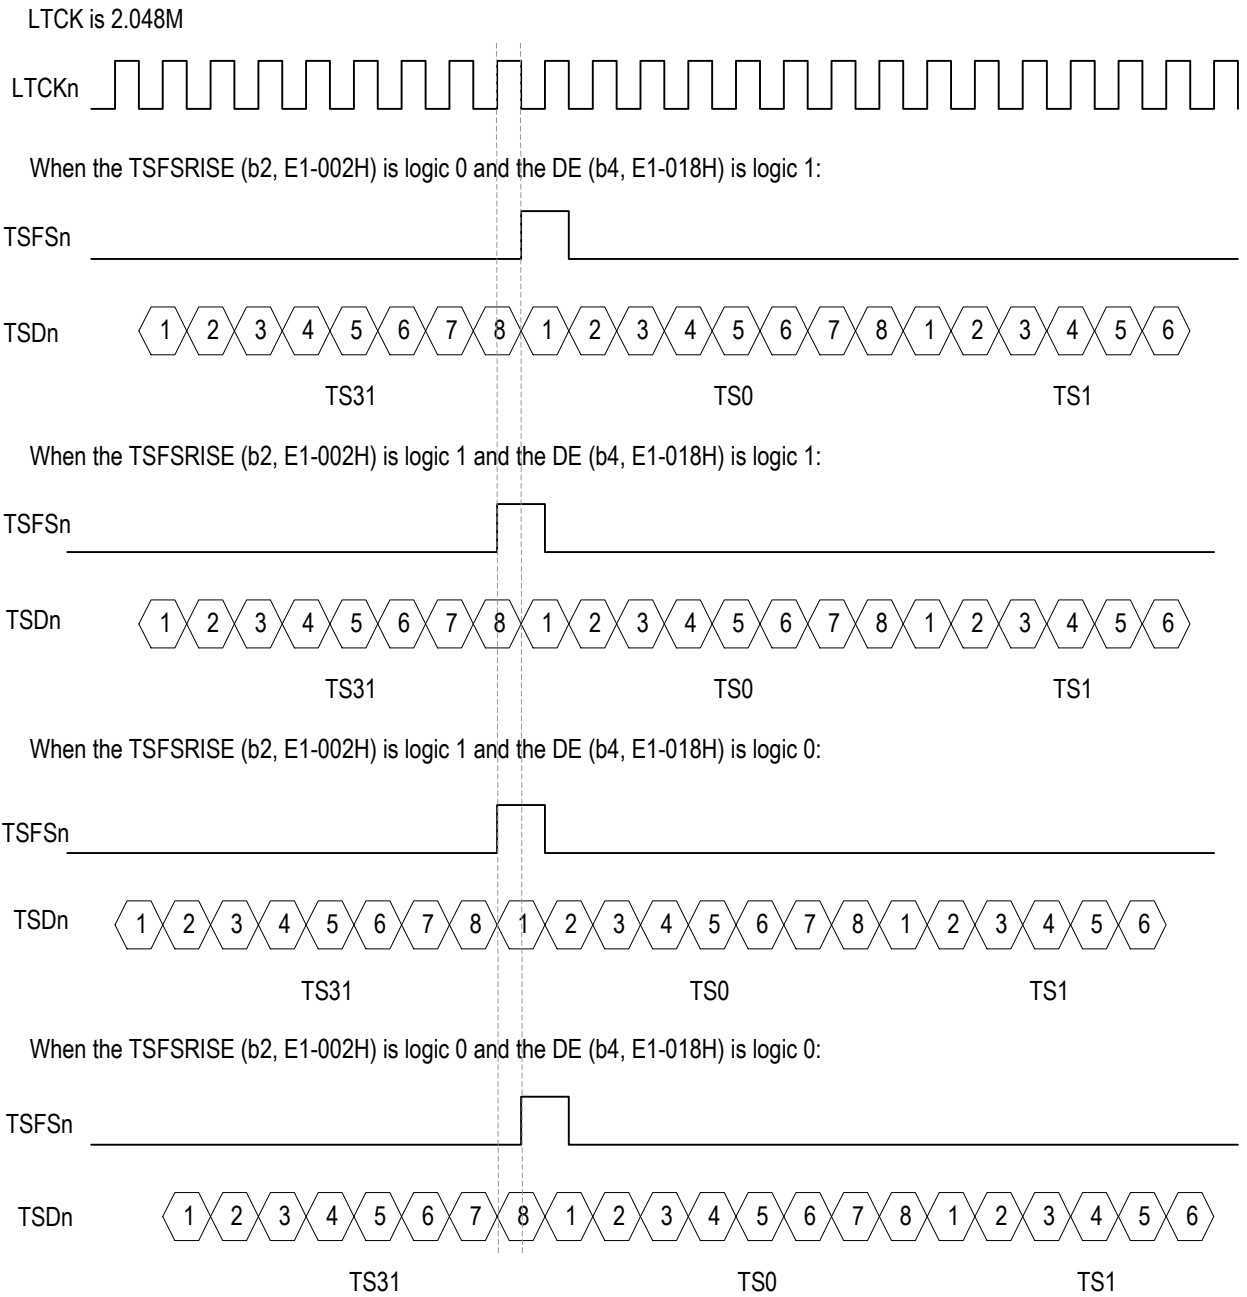 LTCK is 2.048M
LTCKn
When the TSFSRISE (b2, E1-002H) is logic 0 and the DE (b4, E1-018H) is logic 1:
TSFSn
TSDn 1 2 3 4 5 6 7 8 1 2 3 4 5 6 7 8 1 2 3 4 5 6
TS31 TS0 TS1
When the TSFSRISE (b2, E1-002H) is logic 1 and the DE (b4, E1-018H) is logic 1:
TSFSn
TSDn 1 2 3 4 5 6 7 8 1 2 3 4 5 6 7 8 1 2 3 4 5 6
TS31 TS0 TS1
When the TSFSRISE (b2, E1-002H) is logic 1 and the DE (b4, E1-018H) is logic 0:
TSFSn
TSDn 1 2 3 4 5 6 7 8 1 2 3 4 5 6 7 8 1 2 3 4 5 6
TS31 TS0 TS1
When the TSFSRISE (b2, E1-002H) is logic 0 and the DE (b4, E1-018H) is logic 0:
TSFSn
TSDn 1 2 3 4 5 6 7 8 1 2 3 4 5 6 7 8 1 2 3 4 5 6
TS31 TS0 TS1